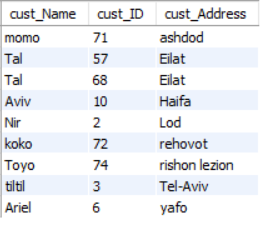 cust_Name cust_ID cust_Address
momo 71 ashdod
Tal 57 Eilat
Tal 68 Eilat
Aviv 10 Haifa
Nir 2 Lod
koko 72 rehovot
Toyo 74 rishon lezion
tiltil 3 Tel-Aviv
Ariel 6 yafo